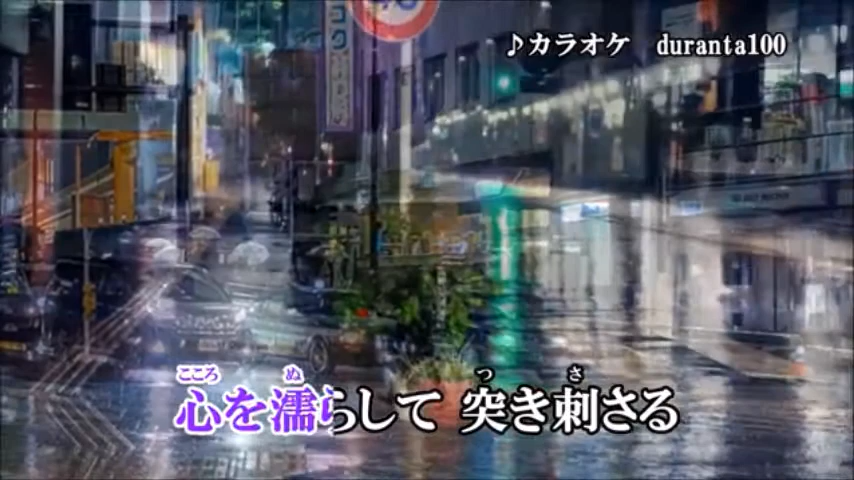 ♪カラオケ　duranta100
こころ ぬ つ さ
心を濡らして 突き刺さる